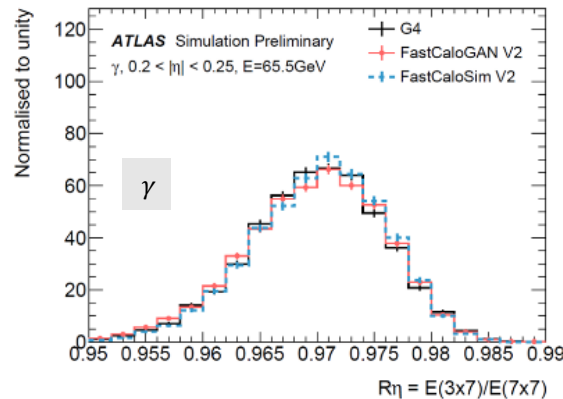 Normalised to unity
120
100
80
60
40
20
0
ATLAS Simulation Preliminary
γ, 0.2 < |η| < 0.25, E=65.5GeV
G4
FastCaloGAN V2
FastCaloSim V2
γ
0.95 0.955 0.96 0.965 0.97 0.975 0.98 0.985 0.99
Rη = E(3x7)/E(7x7)